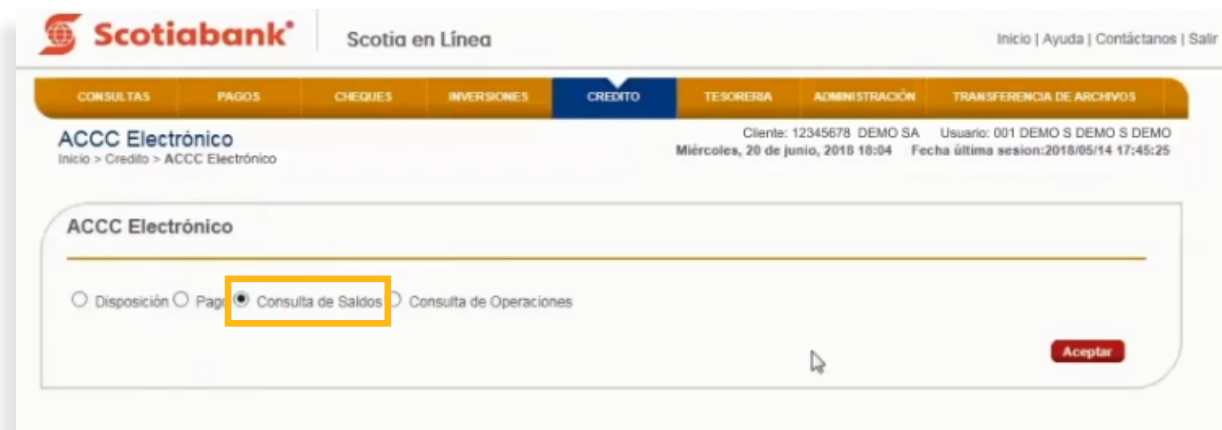 Scotiabank* Scotia en Línea Inicio | Ayuda | Contáctanos | Salir
CONSULTAS PAGOS CHEQUES INVERSIONES CREDITO TESORERIA ADMINISTRACIÓN TRANSFERENCIA DE ARCHIVOS
ACCC Electrónico Cliente: 12345678 DEMO SA Usuario: 001 DEMO S DEMO S DEMO
Inicio > Credito > ACCC Electrónico Miércoles, 20 de junio, 2018 18:04 Fecha última sesion:2018/05/14 17:45:25
ACCC Electrónico
Disposición Pago Consulta de Saldos Consulta de Operaciones
Aceptar